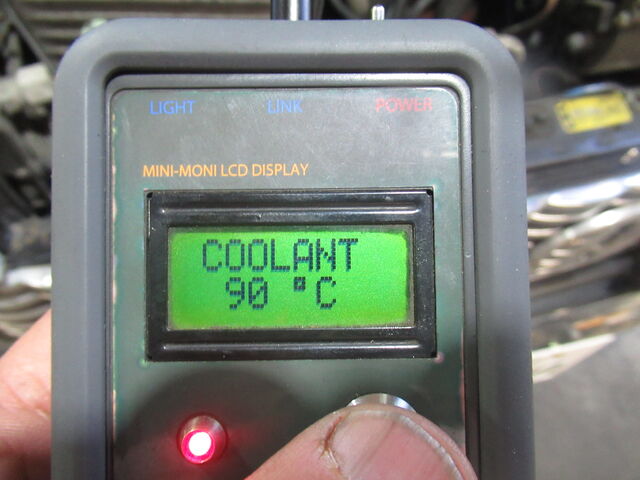 LIGHT LINK POWER
MINI-MONI LCD DISPLAY
COOLANT
90 °C